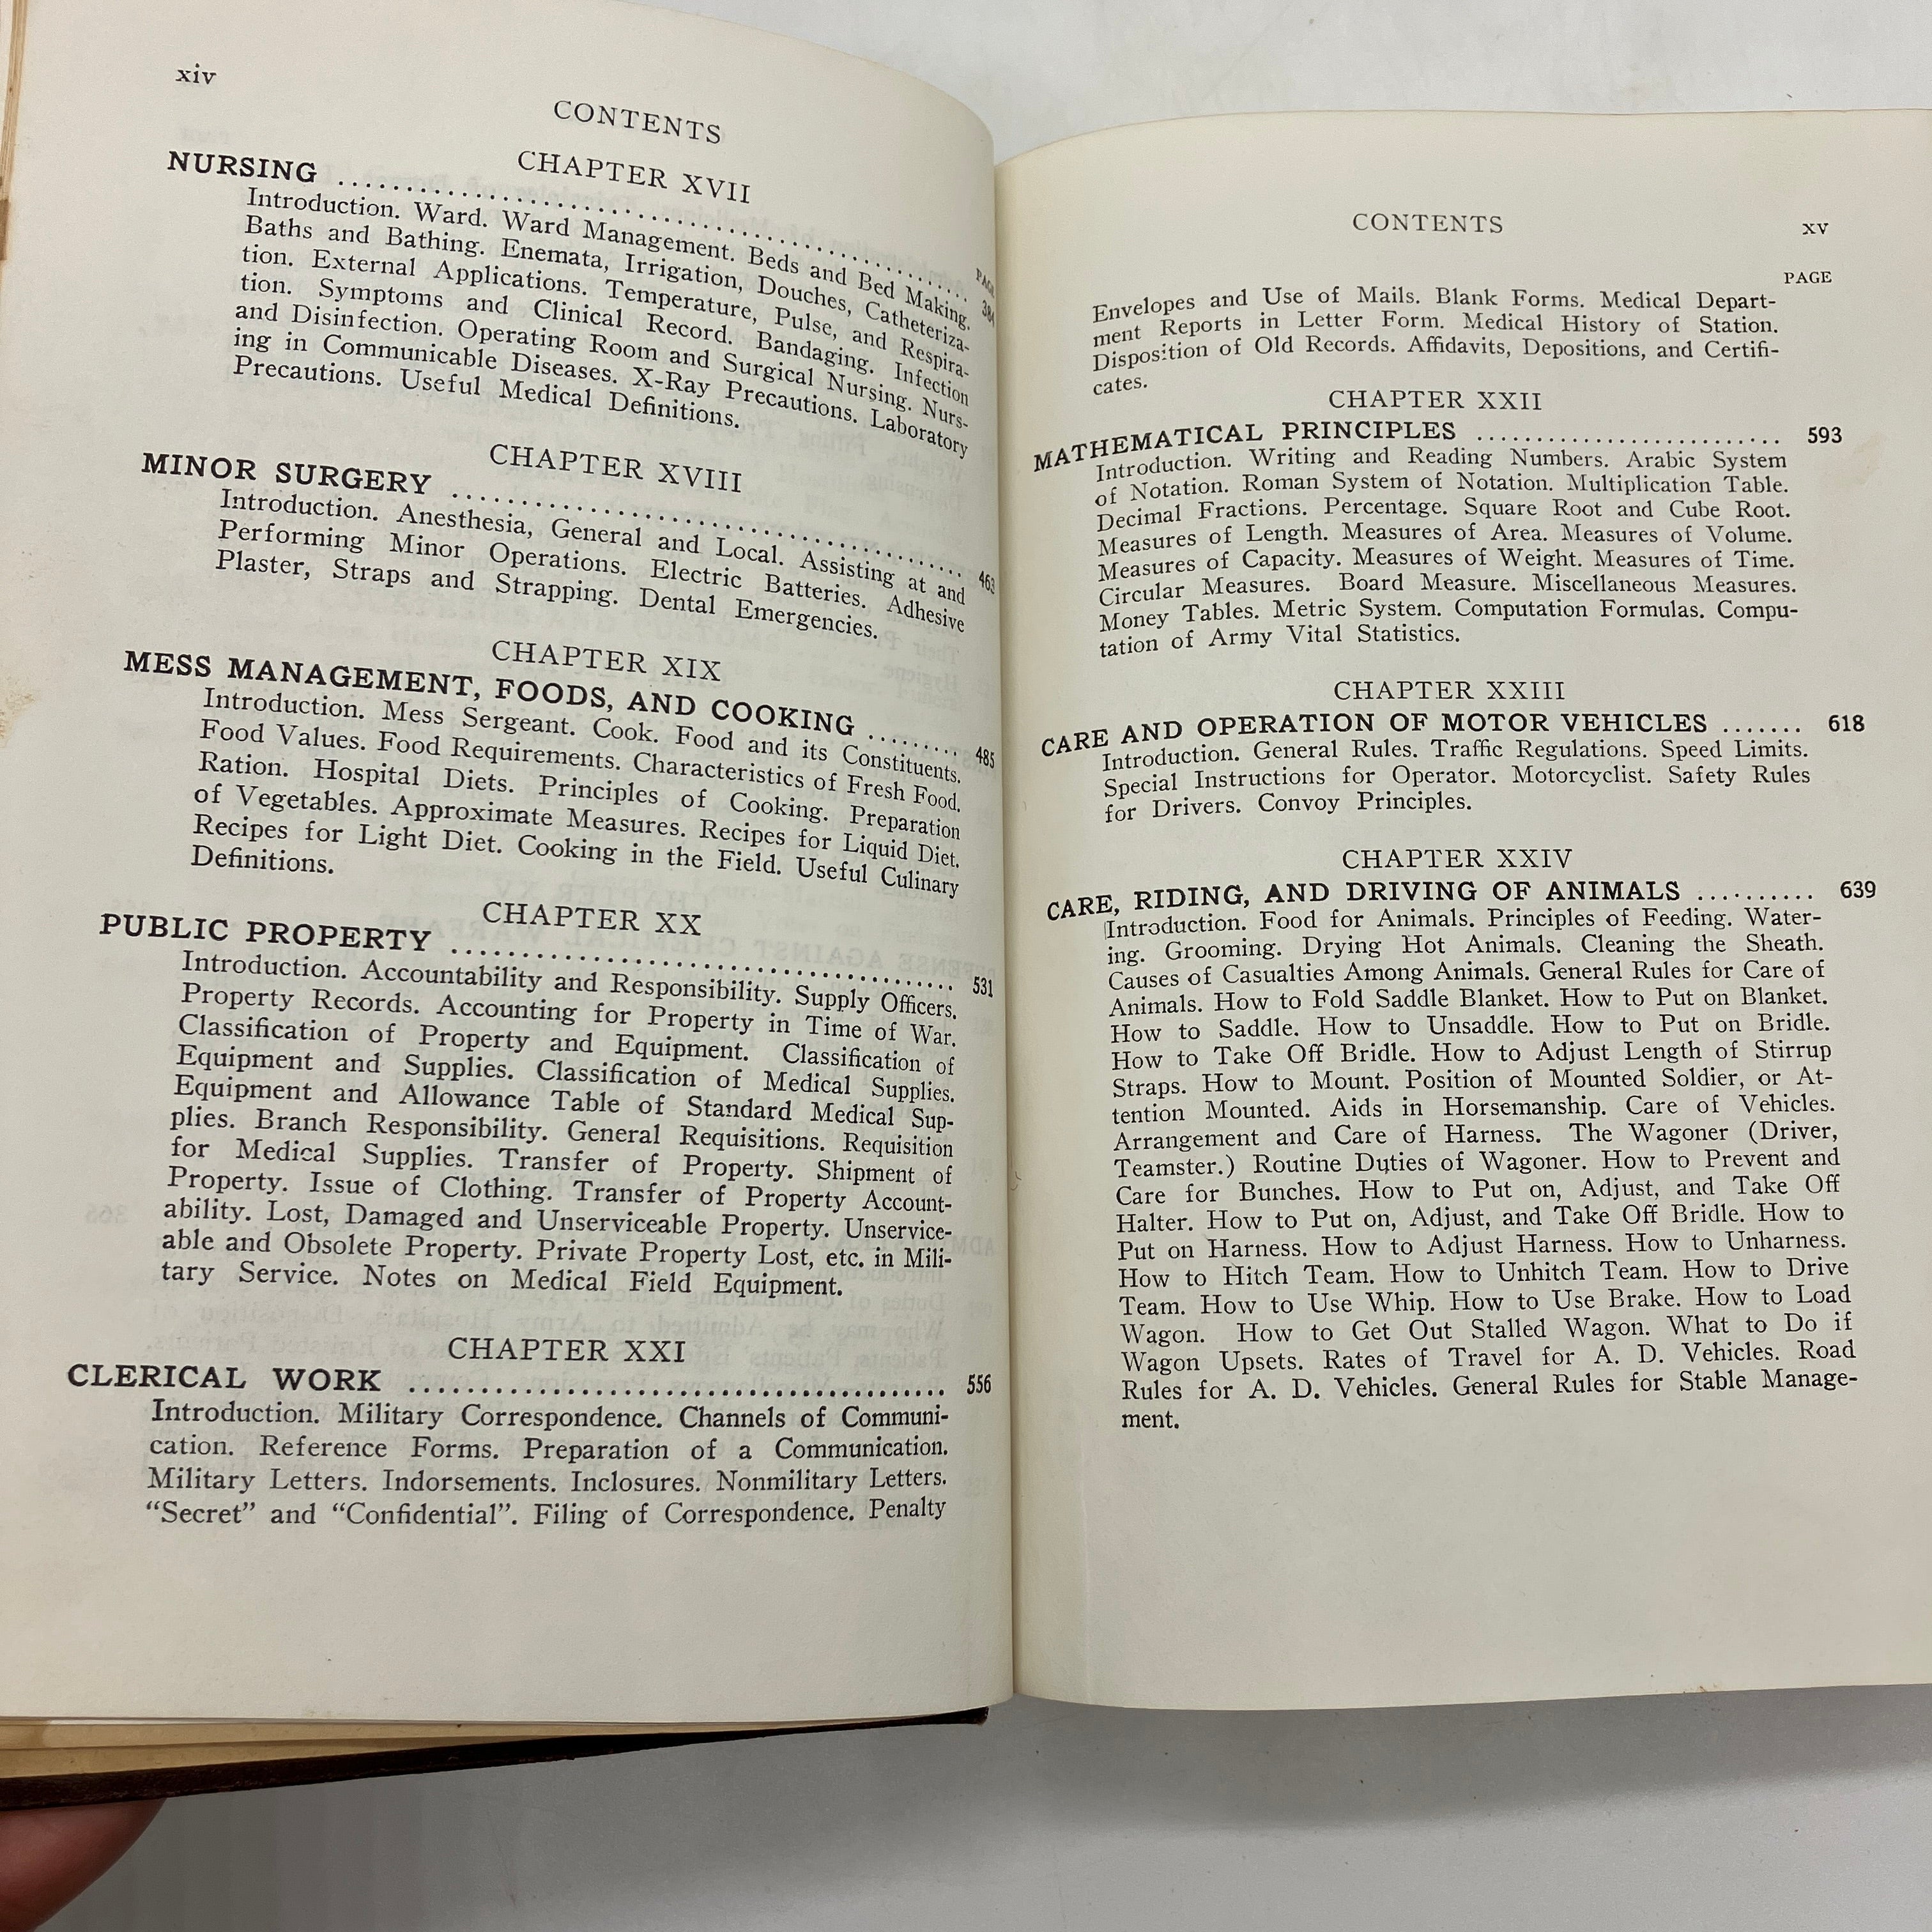 xiv
CONTENTS
CHAPTER XVII
PAGE
NURSING ........................................ 384
Introduction. Ward. Ward Management. Beds and Bed Making.
Baths and Bathing. Enemata, Irrigation, Douches, Catheteriza-
tion. External Applications. Temperature, Pulse, and Respira-
tion. Symptoms and Clinical Record. Bandaging. Infection
and Disinfection. Operating Room and Surgical Nursing. Nurs-
ing in Communicable Diseases. X-Ray Precautions. Laboratory
Precautions. Useful Medical Definitions.
CHAPTER XVIII
MINOR SURGERY ........................................ 463
Introduction. Anesthesia, General and Local. Assisting at and
Performing Minor Operations. Electric Batteries. Adhesive
Plaster, Straps and Strapping. Dental Emergencies.
CHAPTER XIX
MESS MANAGEMENT, FOODS, AND COOKING ......... 485
Introduction. Mess Sergeant. Cook. Food and its Constituents.
Food Values. Food Requirements. Characteristics of Fresh Food.
Ration. Hospital Diets. Principles of Cooking. Preparation
of Vegetables. Approximate Measures. Recipes for Liquid Diet.
Recipes for Light Diet. Cooking in the Field. Useful Culinary
Definitions.
CHAPTER XX
PUBLIC PROPERTY ........................................ 531
Introduction. Accountability and Responsibility. Supply Officers.
Property Records. Accounting for Property in Time of War.
Classification of Property and Equipment. Classification of
Equipment and Supplies. Classification of Medical Supplies.
Equipment and Allowance Table of Standard Medical Sup-
plies. Branch Responsibility. General Requisitions. Requisition
for Medical Supplies. Transfer of Property. Shipment of
Property. Issue of Clothing. Transfer of Property Account-
ability. Lost, Damaged and Unserviceable Property. Unservice-
able and Obsolete Property. Private Property Lost, etc. in Mili-
tary Service. Notes on Medical Field Equipment.
CHAPTER XXI
CLERICAL WORK ........................................ 556
Introduction. Military Correspondence. Channels of Communi-
cation. Reference Forms. Preparation of a Communication.
Military Letters. Indorsements. Inclosures. Nonmilitary Letters.
“Secret” and “Confidential”. Filing of Correspondence. Penalty
CONTENTS xv
PAGE
Envelopes and Use of Mails. Blank Forms. Medical Depart-
ment Reports in Letter Form. Medical History of Station.
Disposition of Old Records. Affidavits, Depositions, and Certifi-
cates.
CHAPTER XXII
MATHEMATICAL PRINCIPLES .......................... 593
Introduction. Writing and Reading Numbers. Arabic System
of Notation. Roman System of Notation. Multiplication Table.
Decimal Fractions. Percentage. Square Root and Cube Root.
Measures of Length. Measures of Area. Measures of Volume.
Measures of Capacity. Measures of Weight. Measures of Time.
Circular Measures. Board Measure. Miscellaneous Measures.
Money Tables. Metric System. Computation Formulas. Compu-
tation of Army Vital Statistics.
CHAPTER XXIII
CARE AND OPERATION OF MOTOR VEHICLES ....... 618
Introduction. General Rules. Traffic Regulations. Speed Limits.
Special Instructions for Operator. Motorcyclist. Safety Rules
for Drivers. Convoy Principles.
CHAPTER XXIV
CARE, RIDING, AND DRIVING OF ANIMALS .......... 639
Introduction. Food for Animals. Principles of Feeding. Water-
ing. Grooming. Drying Hot Animals. Cleaning the Sheath.
Causes of Casualties Among Animals. General Rules for Care of
Animals. How to Fold Saddle Blanket. How to Put on Blanket.
How to Saddle. How to Unsaddle. How to Put on Bridle.
How to Take Off Bridle. How to Adjust Length of Stirrup
Straps. How to Mount. Position of Mounted Soldier, or At-
tention Mounted. Aids in Horsemanship. Care of Vehicles.
Arrangement and Care of Harness. The Wagoner (Driver,
Teamster.) Routine Duties of Wagoner. How to Prevent and
Care for Bunches. How to Put on, Adjust, and Take Off
Halter. How to Put on, Adjust, and Take Off Bridle. How to
Put on Harness. How to Adjust Harness. How to Unharness.
How to Hitch Team. How to Unhitch Team. How to Drive
Team. How to Use Whip. How to Use Brake. How to Load
Wagon. How to Get Out Stalled Wagon. What to Do if
Wagon Upsets. Rates of Travel for A. D. Vehicles. Road
Rules for A. D. Vehicles. General Rules for Stable Manage-
ment.